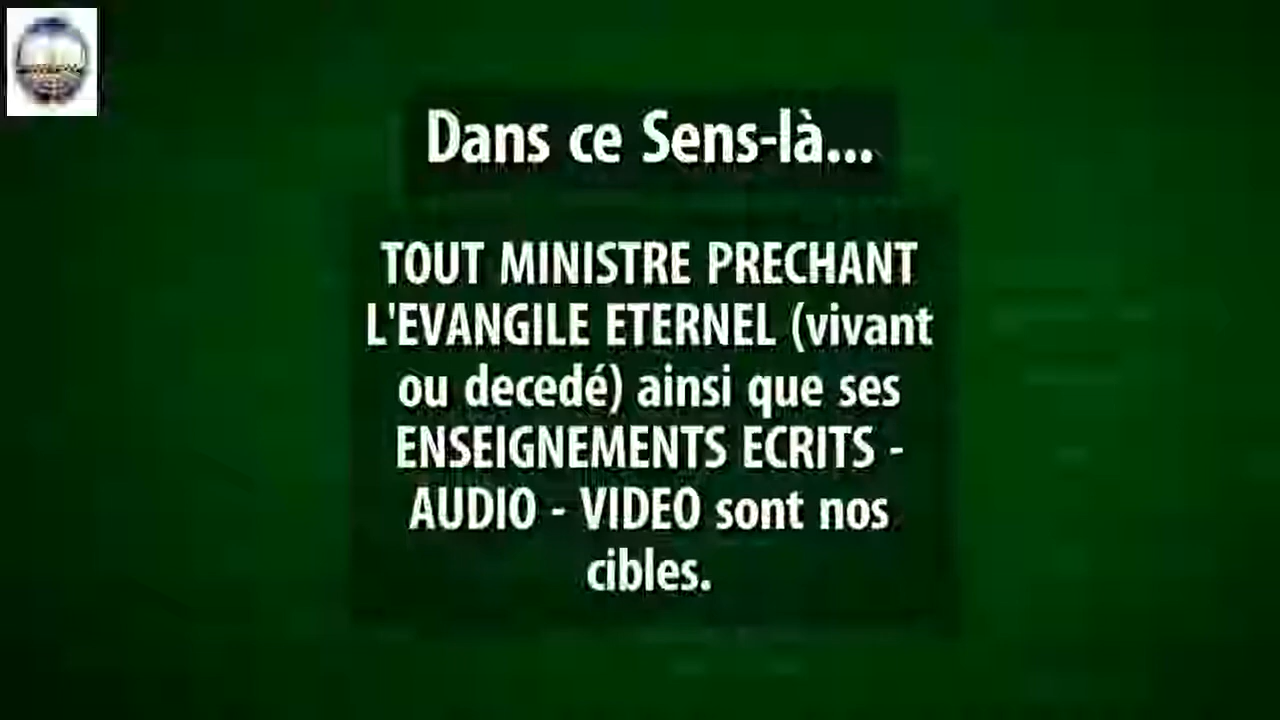 Dans ce Sens-là...
TOUT MINISTRE PRECHANT
L'EVANGILE ETERNEL (vivant
ou decedé) ainsi que ses
ENSEIGNEMENTS ECRITS -
AUDIO - VIDEO sont nos
cibles.